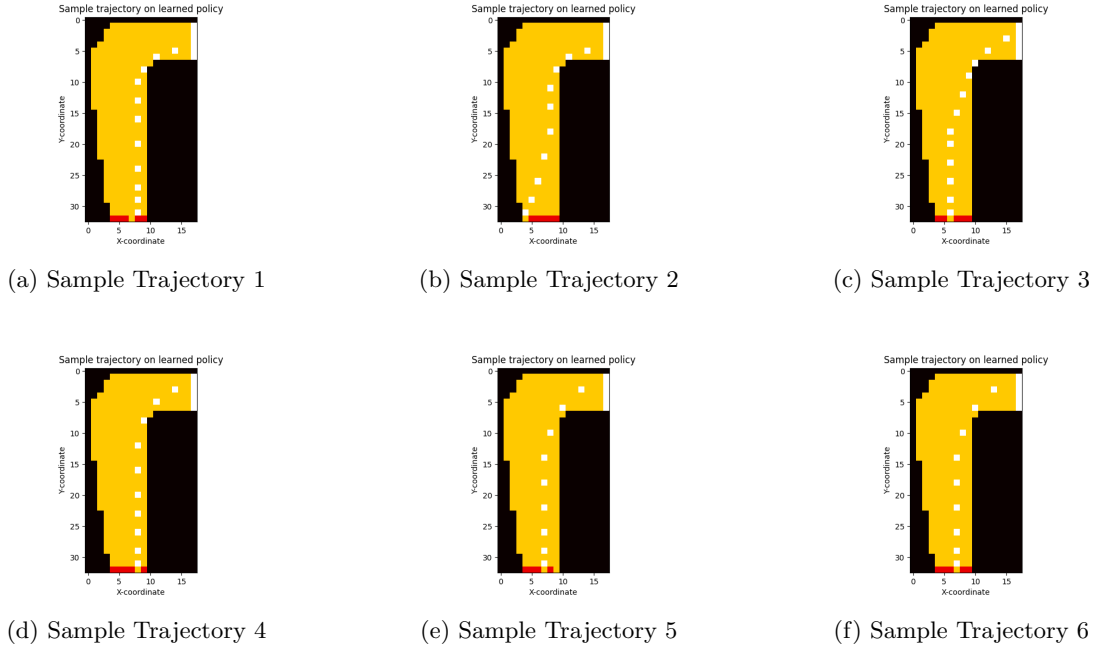 Sample trajectory on learned policy
Sample trajectory on learned policy
Sample trajectory on learned policy
0
5
10
15
20
25
30
Y-coordinate
0 5 10 15
X-coordinate
0
5
10
15
20
25
30
Y-coordinate
0 5 10 15
X-coordinate
0
5
10
15
20
25
30
Y-coordinate
0 5 10 15
X-coordinate
(a) Sample Trajectory 1
(b) Sample Trajectory 2
(c) Sample Trajectory 3
Sample trajectory on learned policy
Sample trajectory on learned policy
Sample trajectory on learned policy
0
5
10
15
20
25
30
Y-coordinate
0 5 10 15
X-coordinate
0
5
10
15
20
25
30
Y-coordinate
0 5 10 15
X-coordinate
0
5
10
15
20
25
30
Y-coordinate
0 5 10 15
X-coordinate
(d) Sample Trajectory 4
(e) Sample Trajectory 5
(f) Sample Trajectory 6